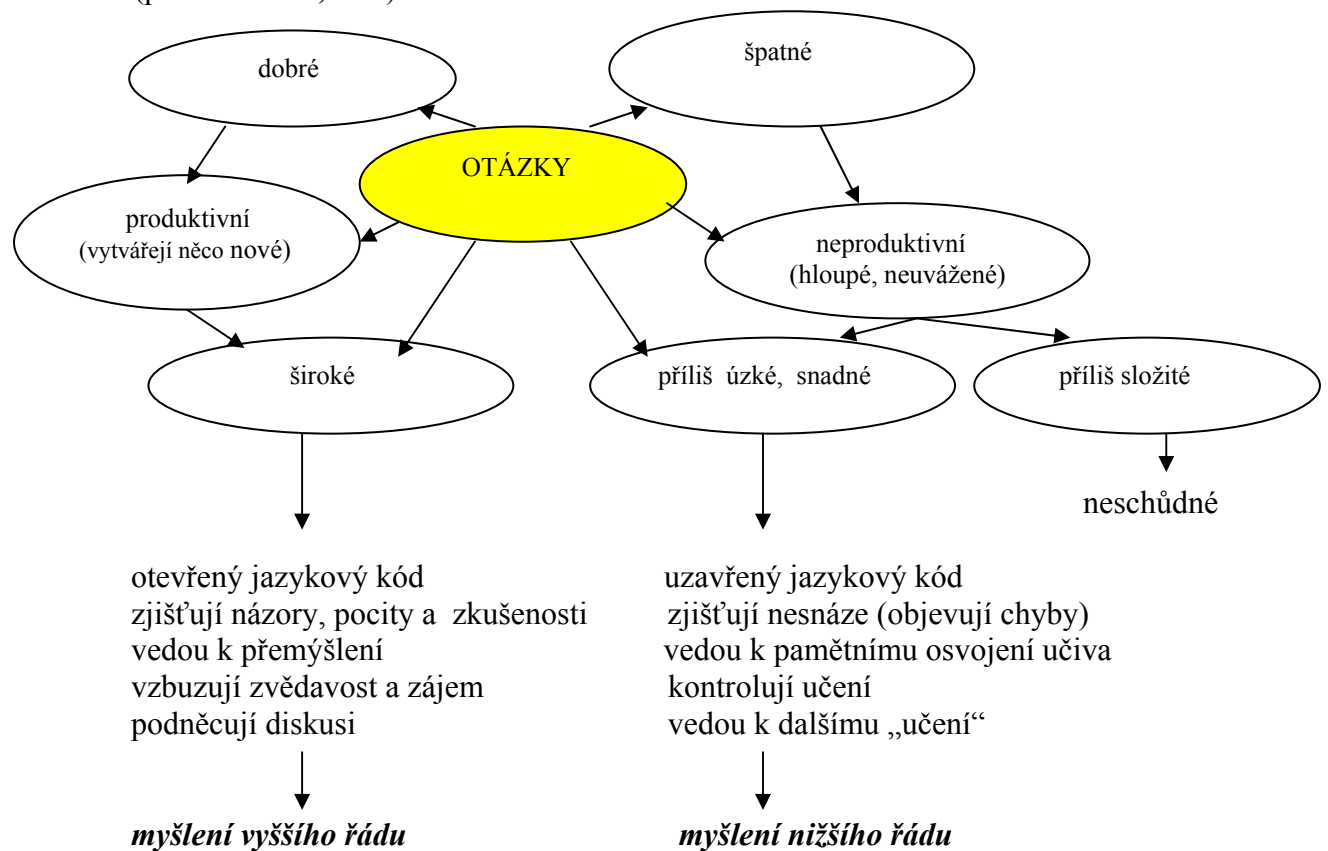 dobré
špatné
OTÁZKY
produktivní
(vytvářejí něco nové)
neproduktivní
(hloupé, neuvážené)
široké
příliš úzké, snadné
příliš složité
neschůdné
otevřený jazykový kód
zjišťují názory, pocity a zkušenosti
vedou k přemýšlení
vzbuzují zvědavost a zájem
podněcují diskusi
uzavřený jazykový kód
zjišťují nesnáze (objevují chyby)
vedou k pamětnímu osvojení učiva
kontrolují učení
vedou k dalšímu „učení“
myšlení vyššího řádu
myšlení nižšího řádu